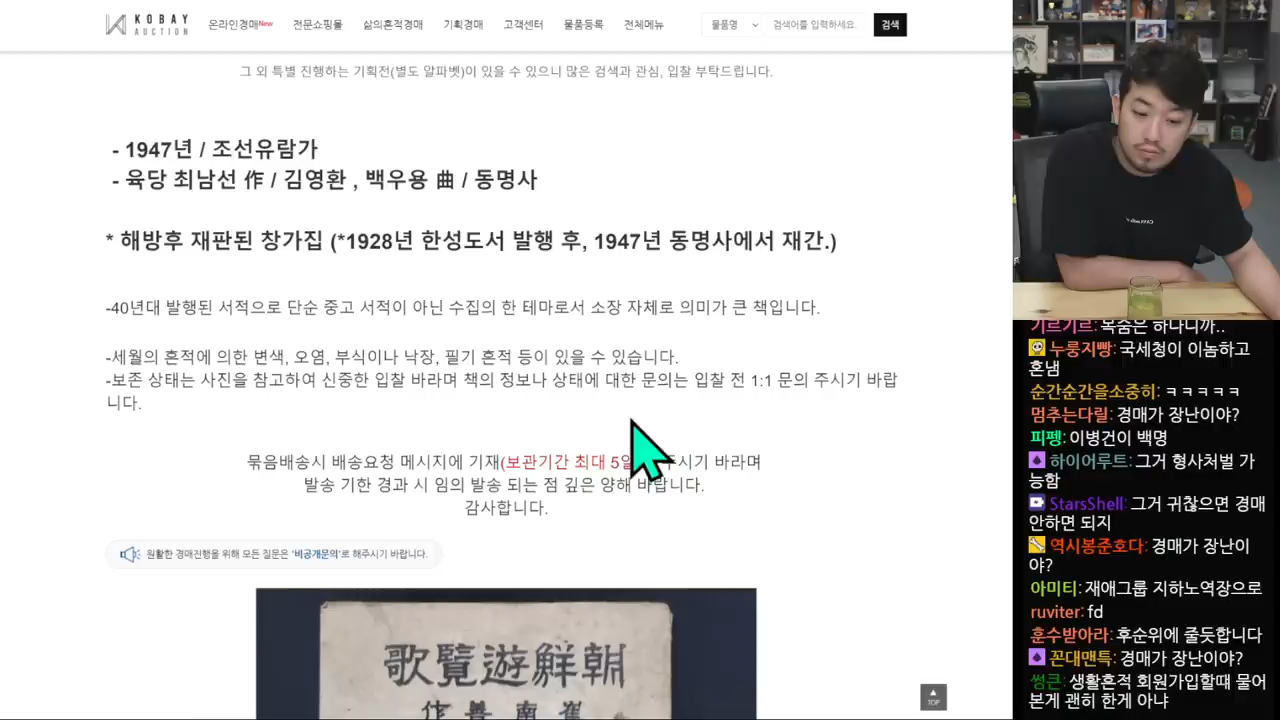 KOBAY
AUCTION
온라인경매New 전문쇼핑몰 삶의흔적경매 기획경매 고객센터 물품등록 전체메뉴 물품명 검색어를 입력하세요. 검색
그 외 특별 진행하는 기획전(별도 알파벳)이 있을 수 있으니 많은 검색과 관심, 입찰 부탁드립니다.
- 1947년 / 조선유람가
- 육당 최남선 作 / 김영환 , 백우용 曲 / 동명사
* 해방후 재판된 창가집 (*1928년 한성도서 발행 후, 1947년 동명사에서 재간.)
-40년대 발행된 서적으로 단순 중고 서적이 아닌 수집의 한 테마로서 소장 자체로 의미가 큰 책입니다.
-세월의 흔적에 의한 변색, 오염, 부식이나 낙장, 필기 흔적 등이 있을 수 있습니다.
-보존 상태는 사진을 참고하여 신중한 입찰 바라며 책의 정보나 상태에 대한 문의는 입찰 전 1:1 문의 주시기 바랍
니다.
묶음배송시 배송요청 메시지에 기재(보관기간 최대 5일 주시기 바라며
발송 기한 경과 시 임의 발송 되는 점 깊은 양해 바랍니다.
감사합니다.
원활한 경매진행을 위해 모든 질문은 '비공개문의'로 해주시기 바랍니다.
歌覽遊鮮朝
作 善 南 崔
TOP
기르기르: 목숨은 하나니까..
누룽지빵: 국세청이 이놈하고
혼냄
순간순간을소중히: ㅋㅋㅋㅋㅋ
멈추는다릴: 경매가 장난이야?
피펭: 이병건이 백명
하이어루트: 그거 형사처벌 가
능함
StarsShell: 그거 귀찮으면 경매
안하면 되지
역시봉준호다: 경매가 장난이
야?
아미티: 재애그룹 지하노역장으로
ruviter: fd
훈수받아라: 후순위에 줄듯합니다
꼰대맨특: 경매가 장난이야?
썽큰: 생활흔적 회원가입할때 물어
본게 괜히 한게 아냐